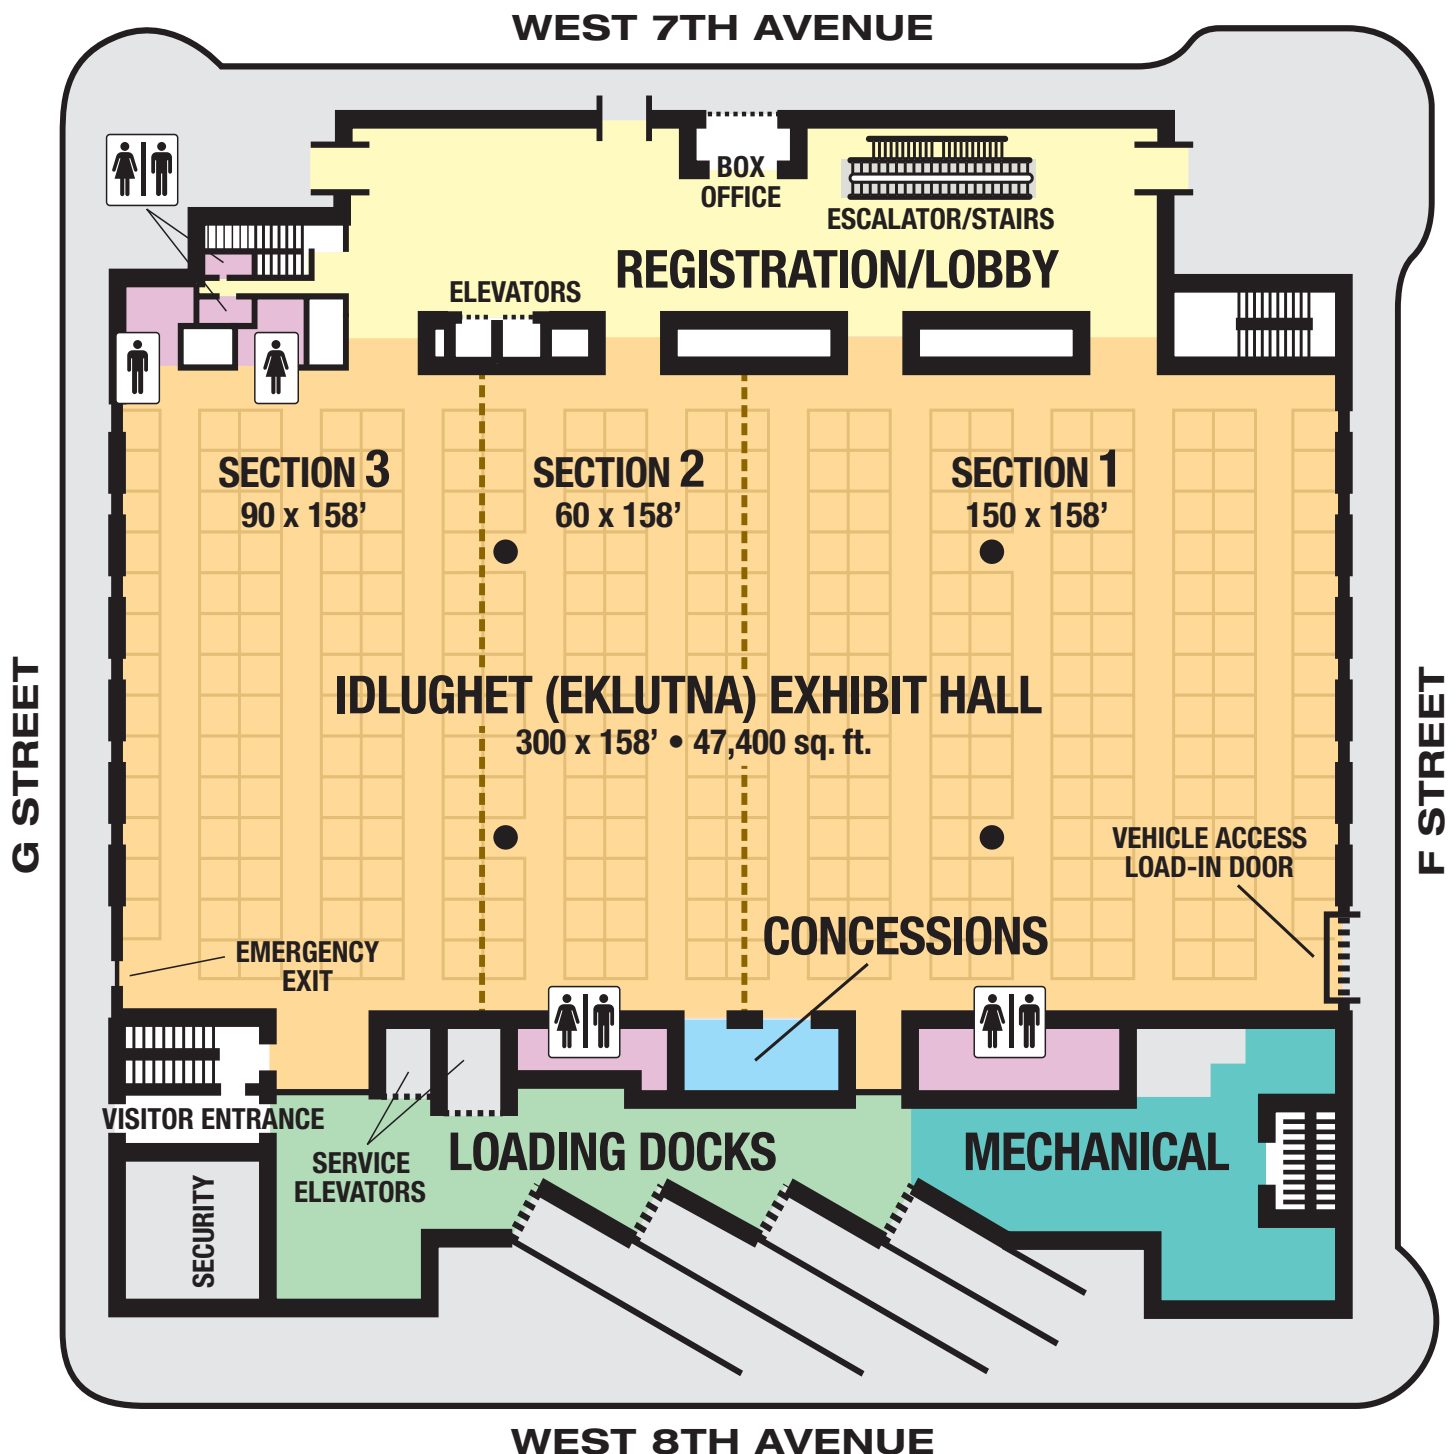 WEST 7TH AVENUE
BOX
OFFICE
ESCALATOR/STAIRS
REGISTRATION/LOBBY
ELEVATORS
SECTION 3
90 x 158’
SECTION 2
60 x 158’
SECTION 1
150 x 158’
IDLUGHET (EKLUTNA) EXHIBIT HALL
300 x 158’ • 47,400 sq. ft.
G STREET
F STREET
VEHICLE ACCESS
LOAD-IN DOOR
CONCESSIONS
EMERGENCY
EXIT
VISITOR ENTRANCE
SERVICE
ELEVATORS
LOADING DOCKS
MECHANICAL
SECURITY
WEST 8TH AVENUE